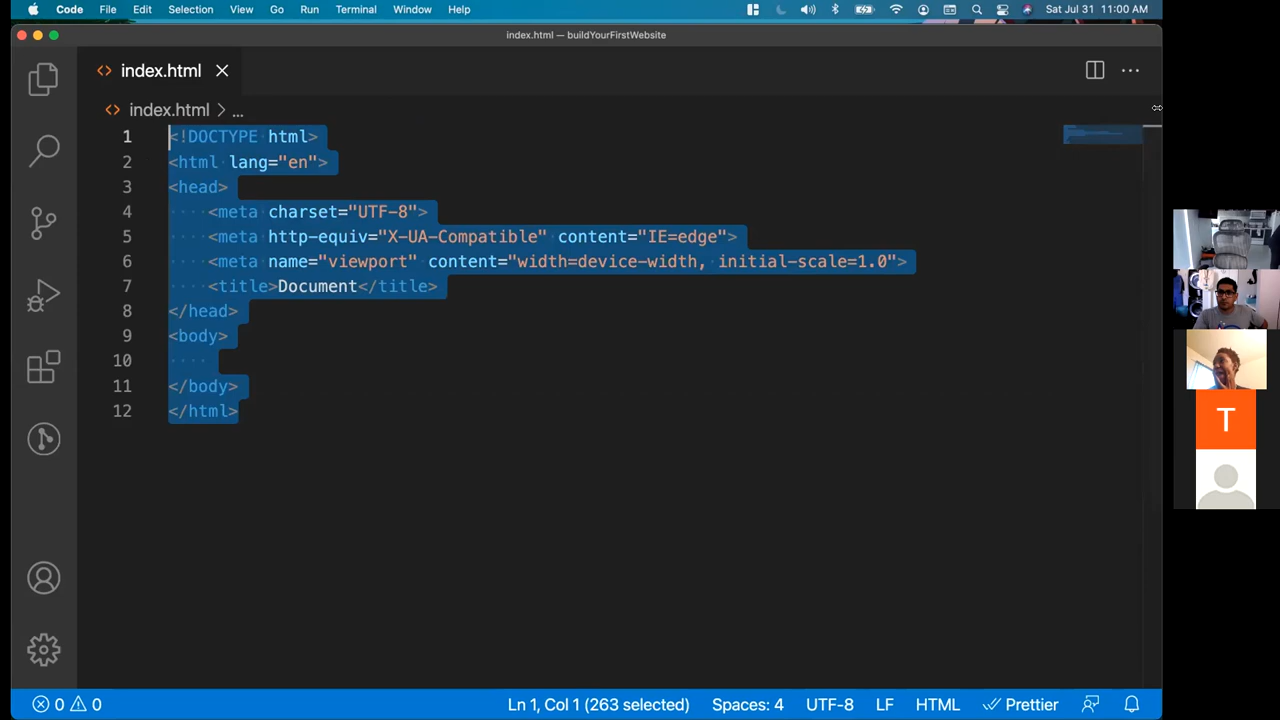 Code File Edit Selection View Go Run Terminal Window Help Sat Jul 31 11:00 AM
index.html — buildYourFirstWebsite
<> index.html ×
<> index.html > ...
1 <!DOCTYPE html>
2 <html lang="en">
3 <head>
4 ····<meta charset="UTF-8">
5 ····<meta http-equiv="X-UA-Compatible" content="IE=edge">
6 ····<meta name="viewport" content="width=device-width, initial-scale=1.0">
7 ····<title>Document</title>
8 </head>
9 <body>
10 ····
11 </body>
12 </html>
T
0 0 Ln 1, Col 1 (263 selected) Spaces: 4 UTF-8 LF HTML Prettier